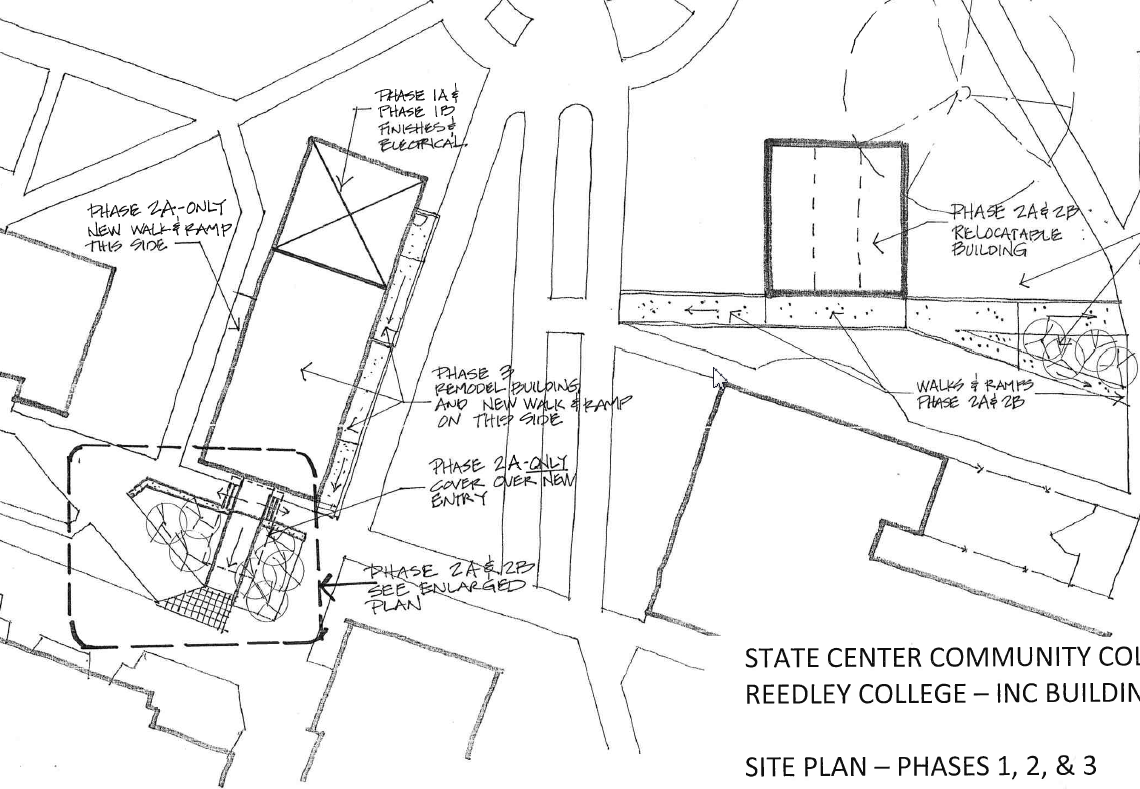 PHASE 1A &
PHASE 1B
FINISHES &
ELECTRICAL.
PHASE 2A-ONLY
NEW WALK & RAMP
THIS SIDE
PHASE 2A & 2B
RELOCATABLE
BUILDING
PHASE 3
REMODEL BUILDING,
AND NEW WALK & RAMP
ON THIS SIDE
WALKS & RAMPS
PHASE 2A & 2B
PHASE 2A-ONLY
COVER OVER NEW
ENTRY
PHASE 2A & 2B
SEE ENLARGED
PLAN
STATE CENTER COMMUNITY COL
REEDLEY COLLEGE – INC BUILDIN
SITE PLAN – PHASES 1, 2, & 3